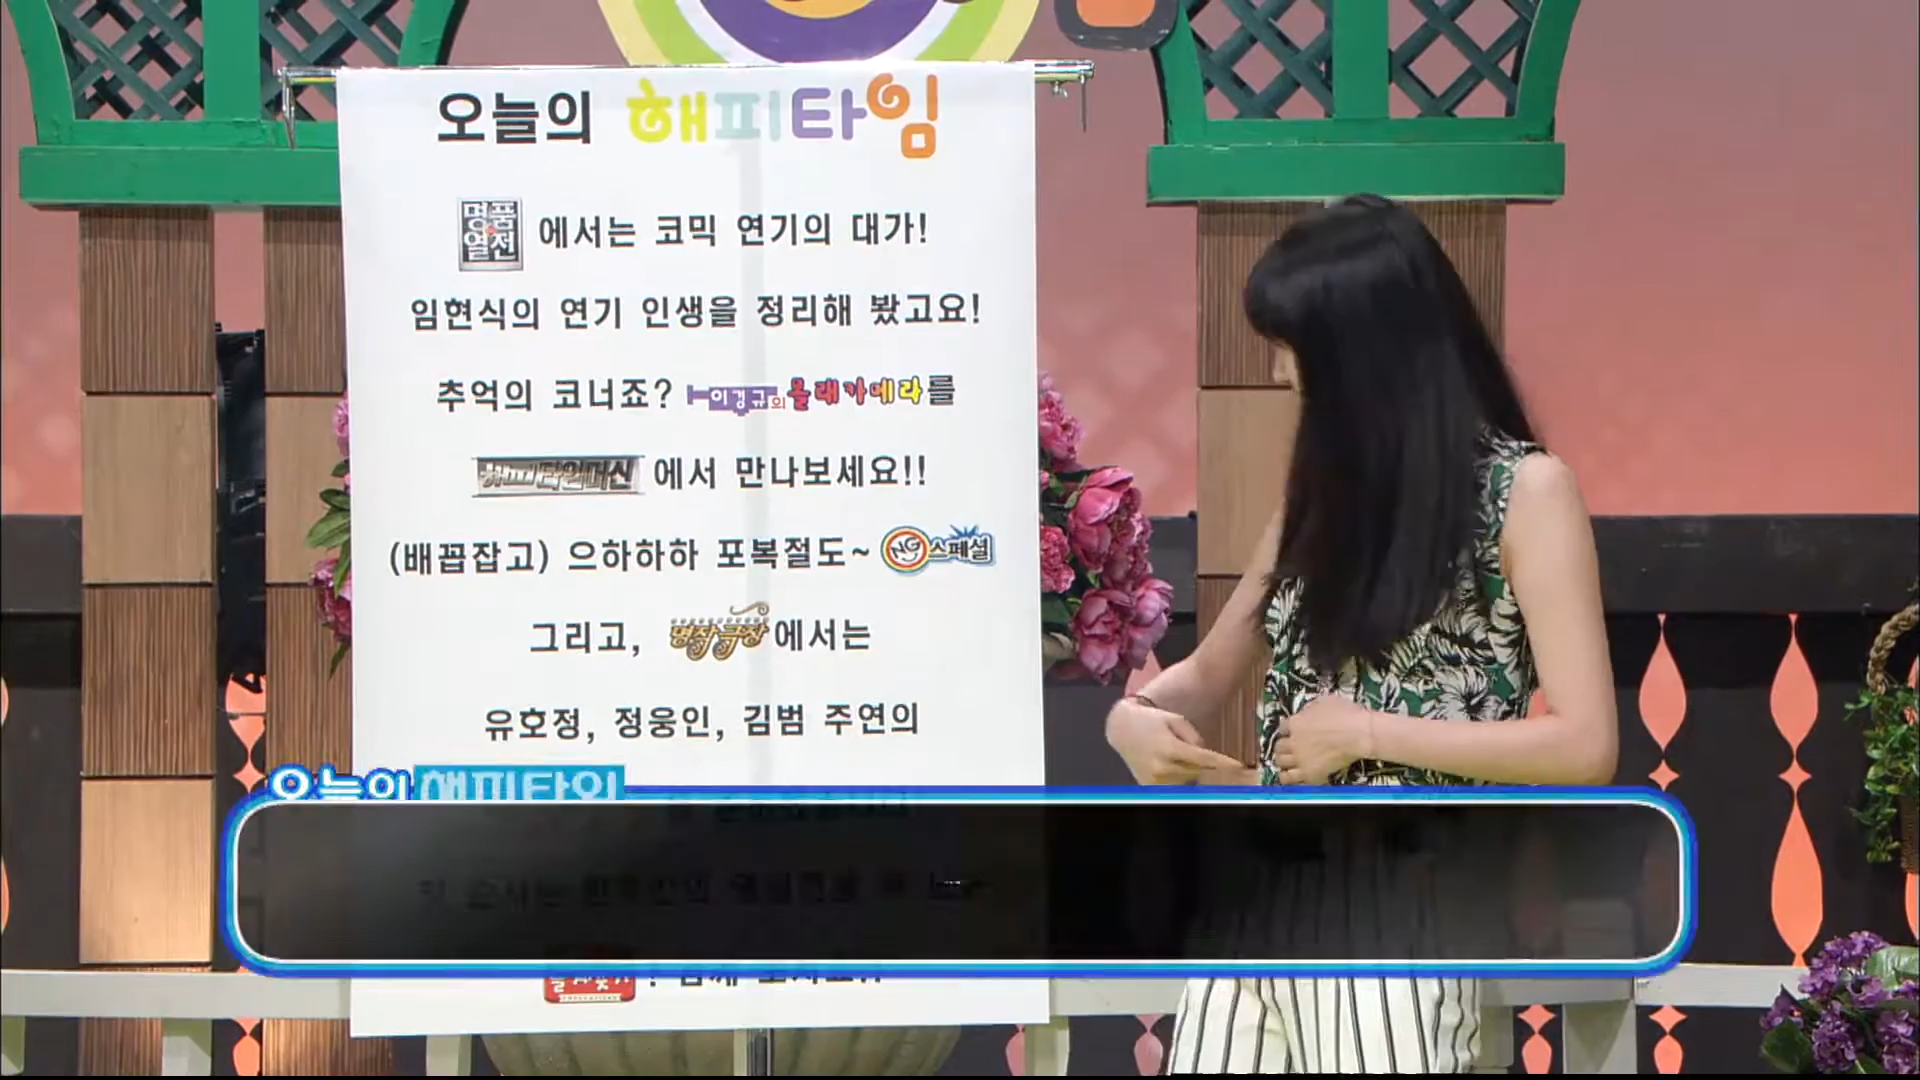 오늘의 해피타임
명품열전에서는 코믹 연기의 대가!
임현식의 연기 인생을 정리해 봤고요!
추억의 코너죠? 이경규의몰래카메라를
해피타임머신 에서 만나보세요!!
(배꼽잡고) 으하하하 포복절도~ NG스페셜
그리고, 명작극장에서는
유호정, 정웅인, 김범 주연의
오늘의 해피타임